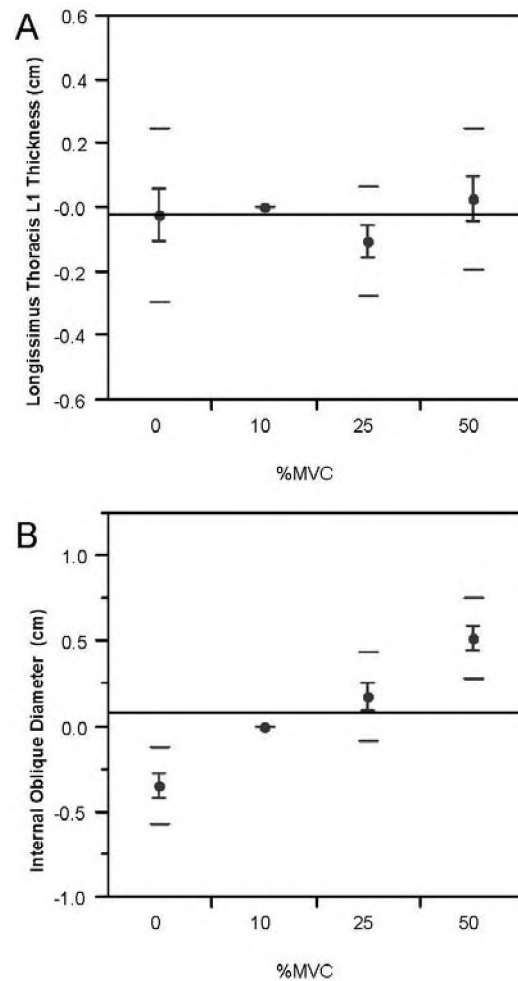 A
Longissimus Thoracis L1 Thickness (cm)
0.6
0.4
0.2
-0.0
-0.2
-0.4
-0.6
0 10 25 50
%MVC
B
Internal Oblique Diameter (cm)
1.0
0.5
0.0
-0.5
-1.0
0 10 25 50
%MVC